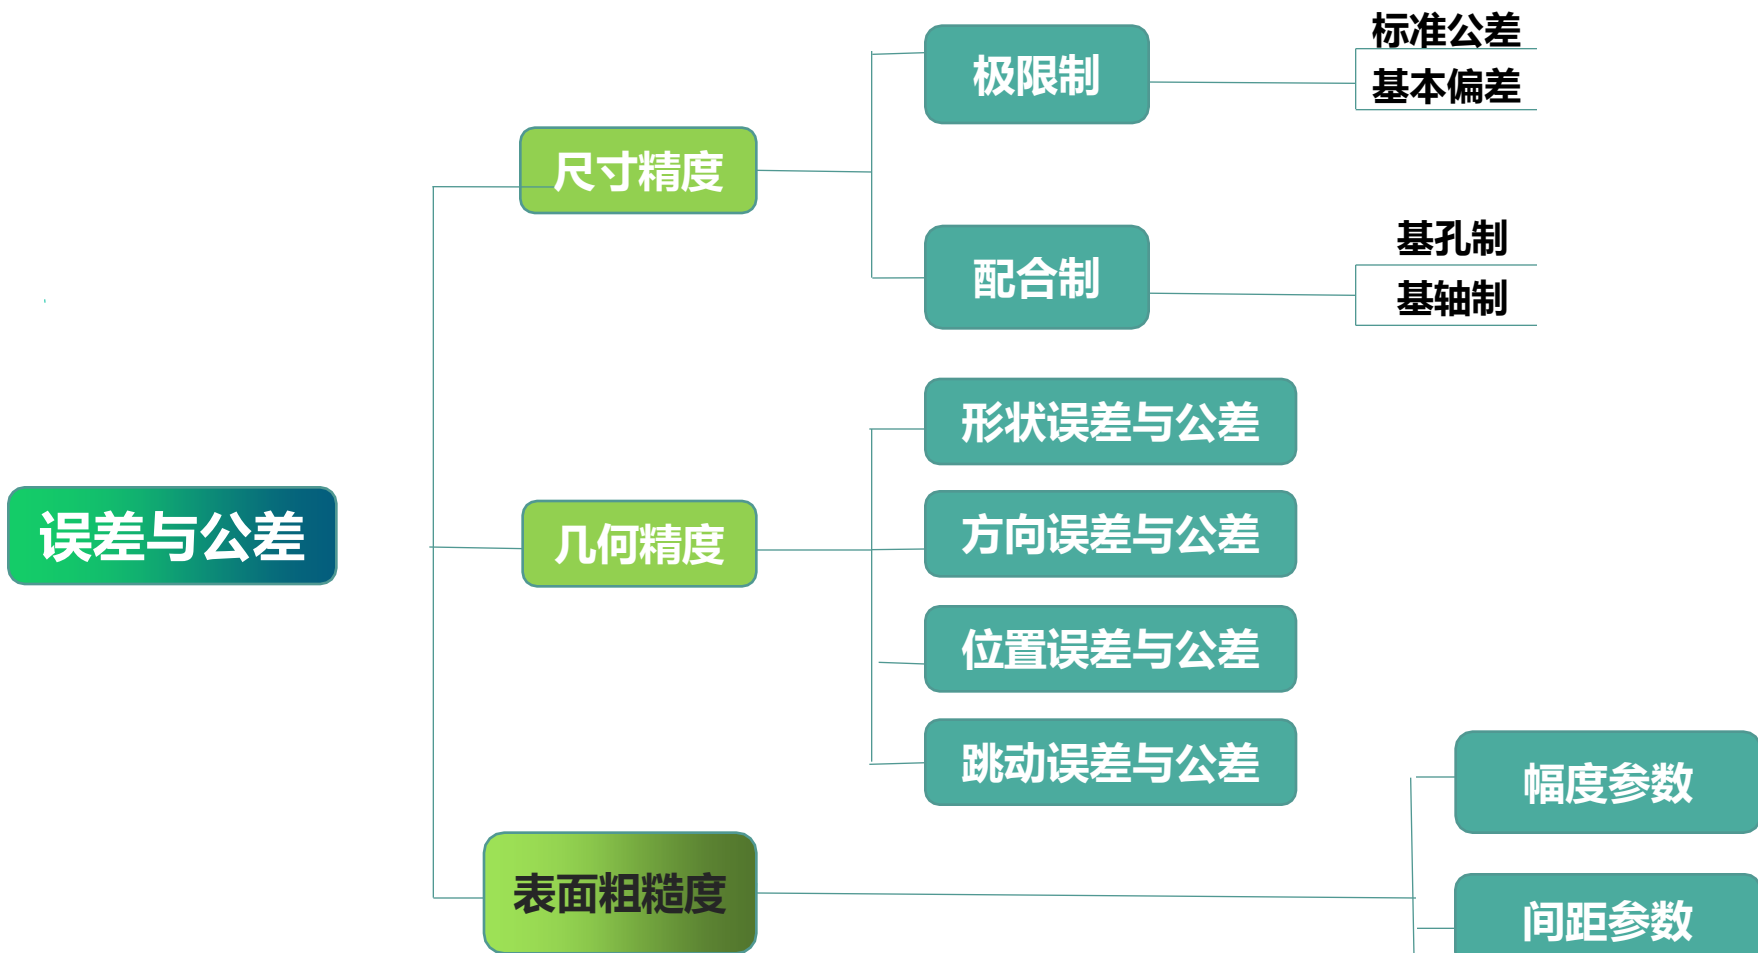 标准公差
极限制
基本偏差
尺寸精度
基孔制
配合制
基轴制
形状误差与公差
误差与公差
几何精度
方向误差与公差
位置误差与公差
跳动误差与公差
幅度参数
表面粗糙度
间距参数